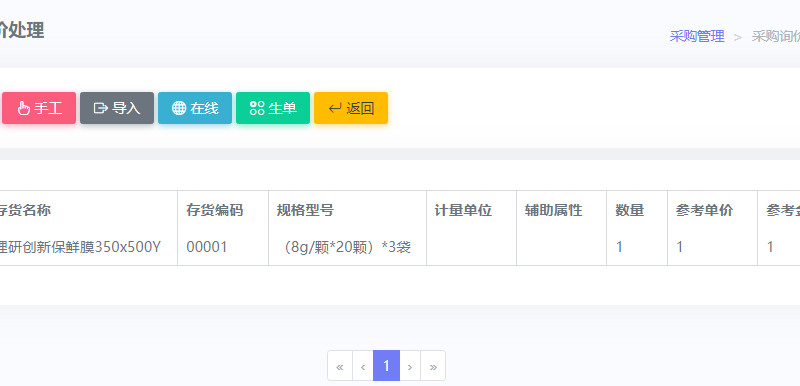 价处理
采购管理 > 采购询价
手工 导入 在线 生单 返回
存货名称 存货编码 规格型号 计量单位 辅助属性 数量 参考单价 参考金
理研创新保鲜膜350x500Y 00001 （8g/颗*20颗）*3袋 1 1 1
« ‹ 1 › »